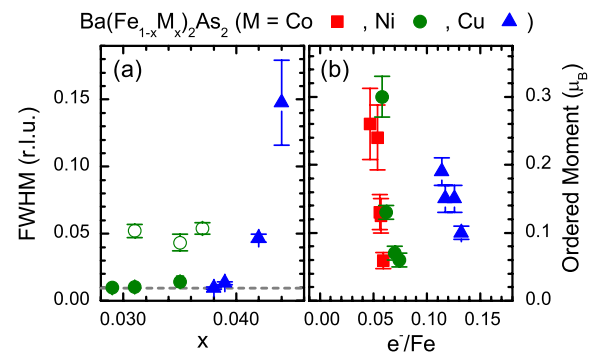 Ba(Fe1-xMx)2As2 (M = Co ■ , Ni ● , Cu ▲ )
(a)
(b)
FWHM (r.l.u.)
0.15
0.10
0.05
0.00
0.030
0.040
x
0.3
0.2
0.1
0.0
Ordered Moment (μB)
0.00
0.05
0.10
0.15
e-/Fe